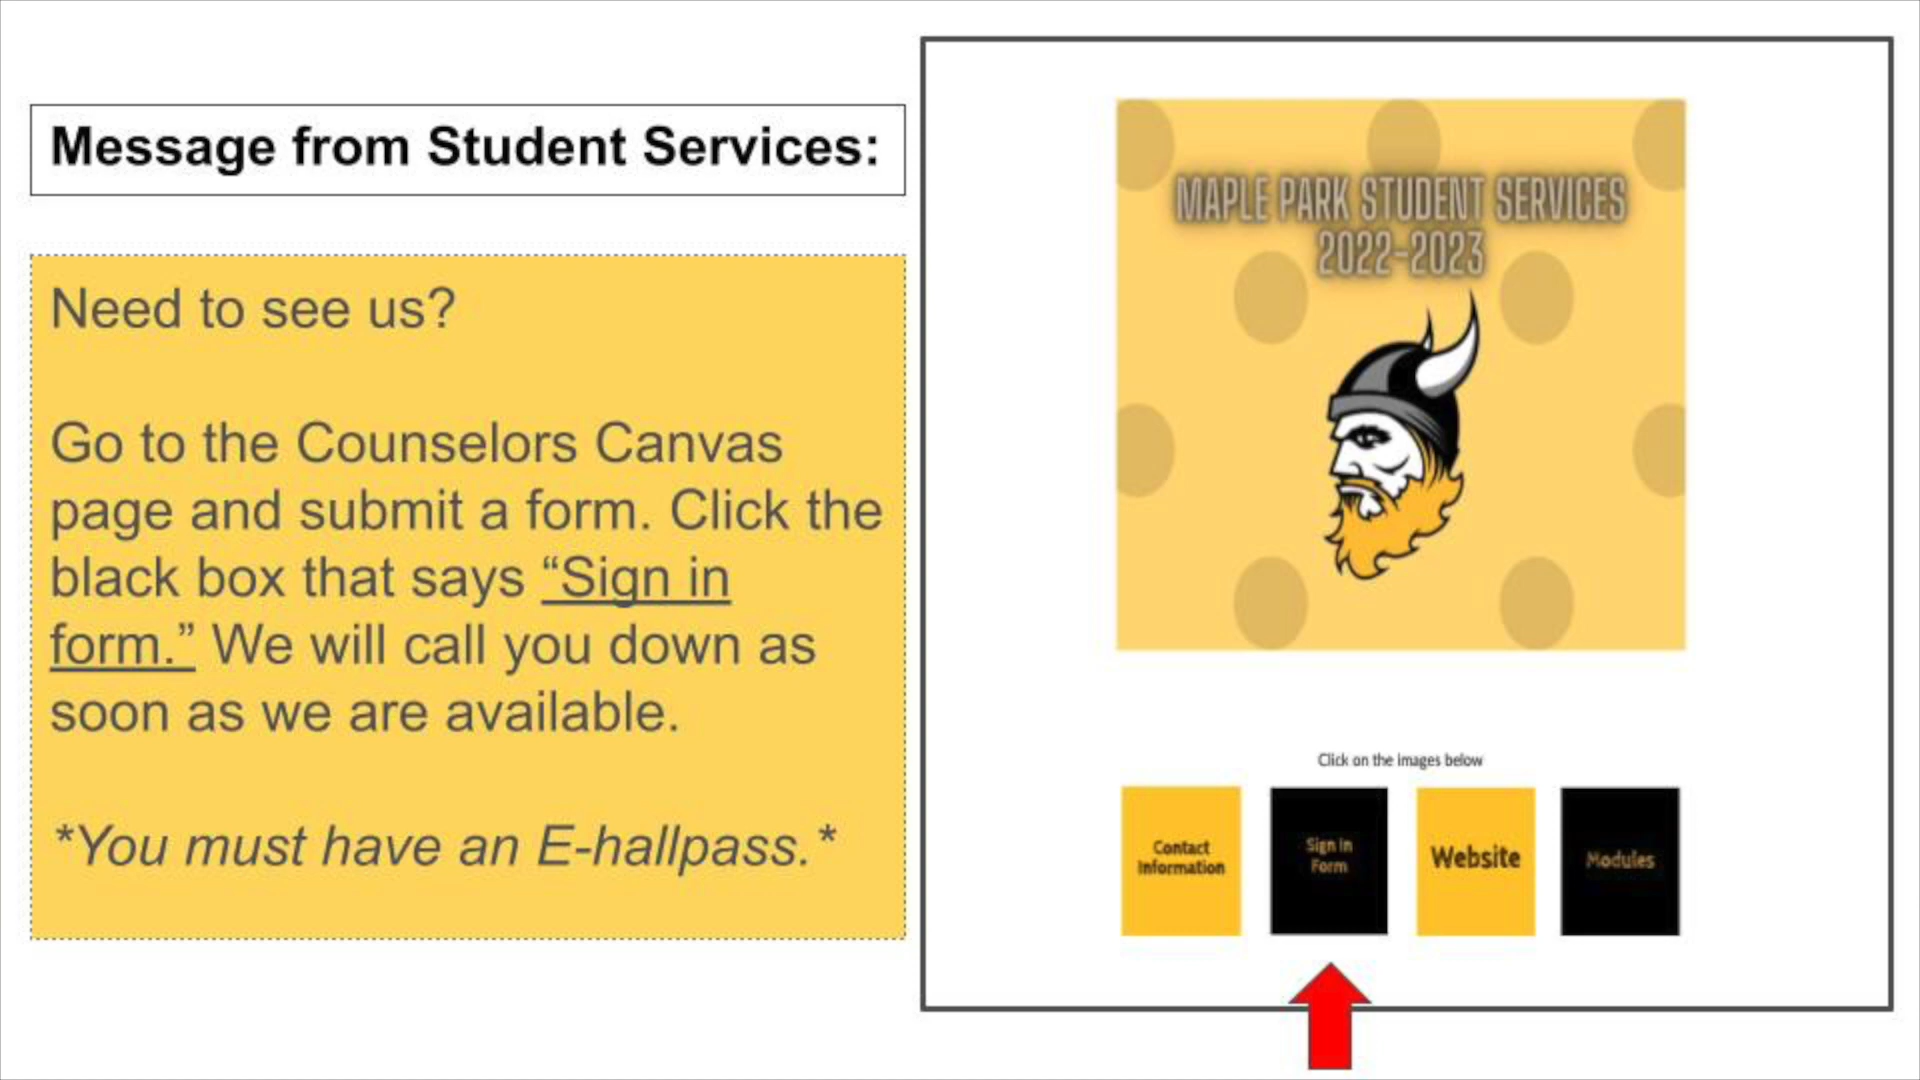 Message from Student Services:
Need to see us?
Go to the Counselors Canvas
page and submit a form. Click the
black box that says “Sign in
form.” We will call you down as
soon as we are available.
*You must have an E-hallpass.*
MAPLE PARK STUDENT SERVICES
2022-2023
Click on the images below
Contact
Information
Sign In
Form
Website
Modules